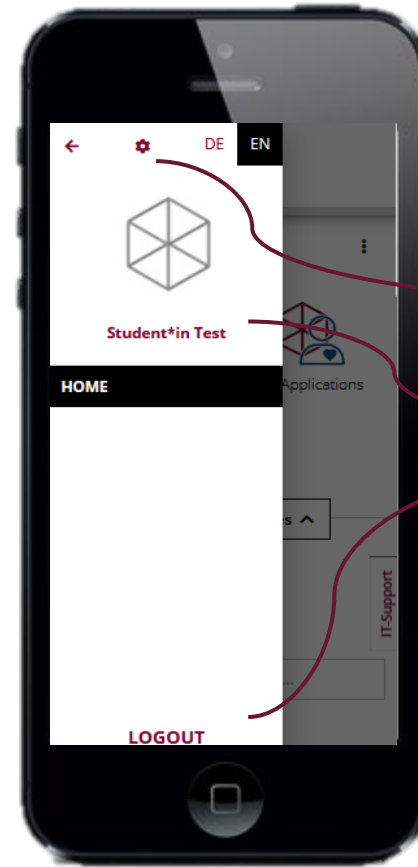 DE EN
Student*in Test
HOME
Applications
s
IT-Support
...
LOGOUT